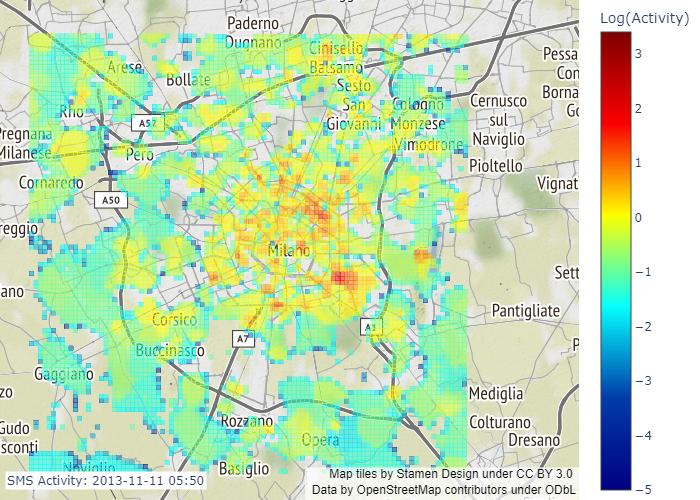 Log(Activity)
3
2
1
0
−1
−2
−3
−4
−5
Paderno
Dugnano
Cinisello
Balsamo
Arese
Bollate
Sesto
San
Giovanni
Cologno
Monzese
Cernusco
sul
Naviglio
Pessa
Con
Borna
Go
Rho
A52
Pregnana
Milanese
Pero
Vimodrone
Pioltello
Cornaredo
A50
Vignat
reggio
Milano
Sett
ano
Pantigliate
Corsico
A1
A7
Buccinasco
P
Gaggiano
Mediglia
zo
Rozzano
Colturano
Gudo
sconti
Opera
Dresano
Noviglio
Basiglio
SMS Activity: 2013-11-11 05:50
Map tiles by Stamen Design under CC BY 3.0
Data by OpenStreetMap contributors under ODbL